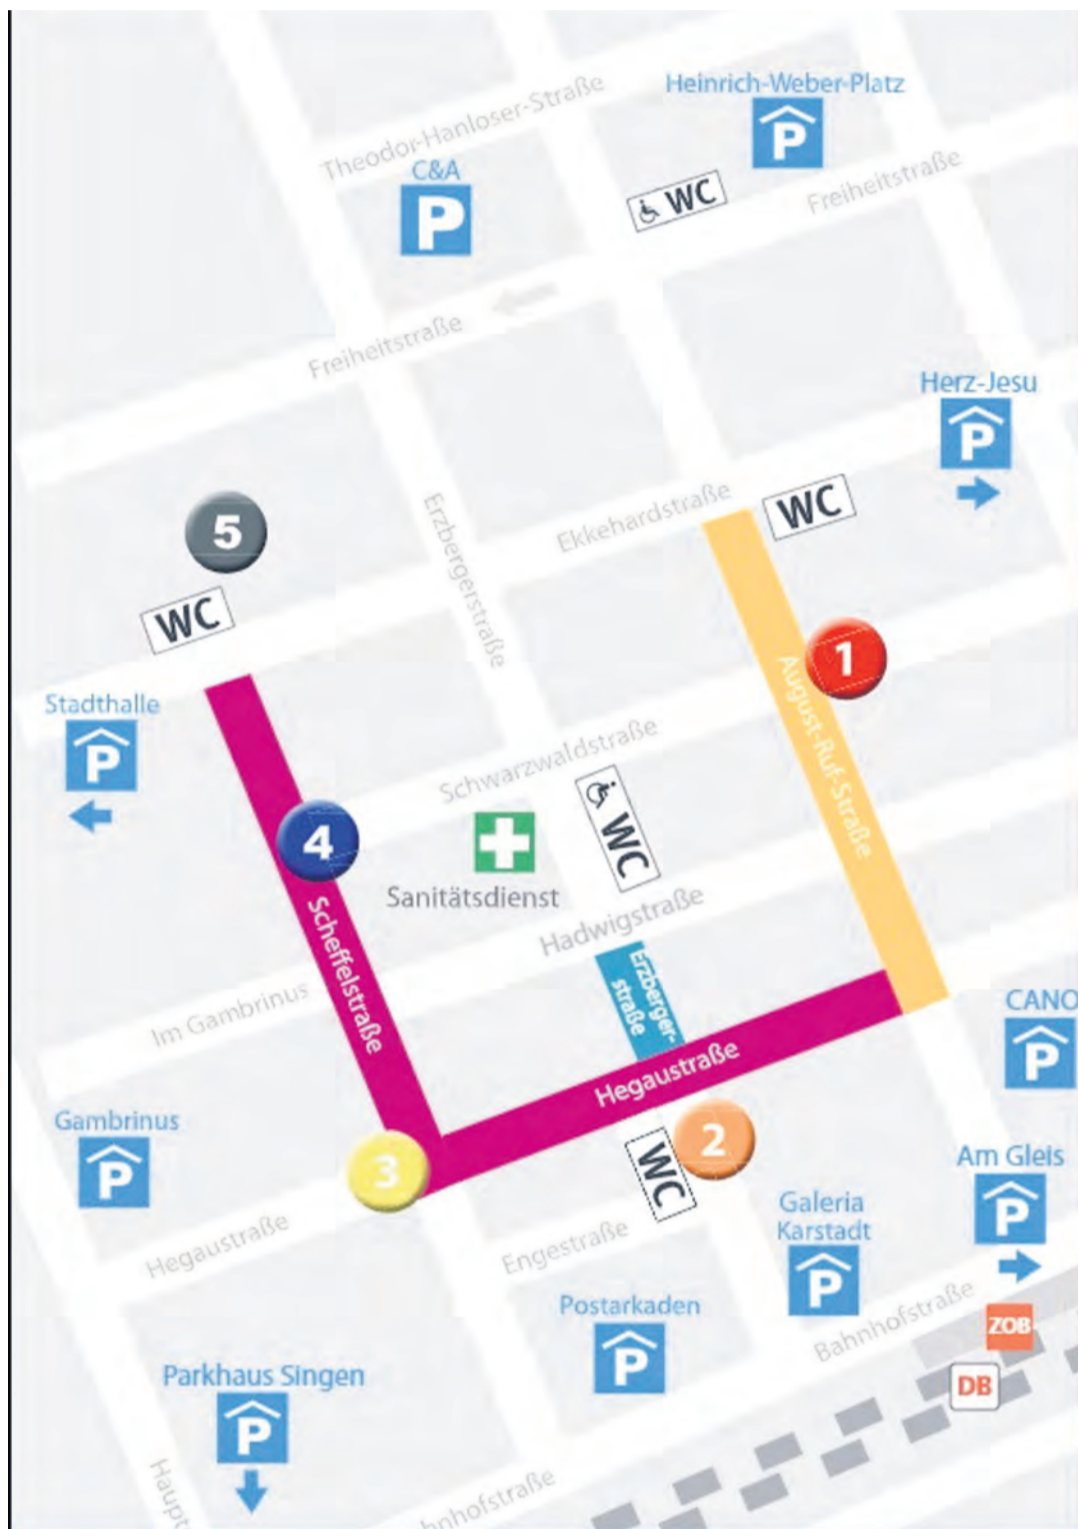 Heinrich-Weber-Platz
P
Theodor-Hanloser-Straße
C&A
P
WC
Freiheitstraße
Freiheitstraße
Herz-Jesu
P
Erzbergerstraße
Ekkehardstraße
WC
5
WC
1
August-Ruf-Straße
Stadthalle
P
Schwarzwaldstraße
4
WC
Sanitätsdienst
Scheffelstraße
Hadwigstraße
Erzberger-
straße
Im Gambrinus
CANO
P
Hegaustraße
Gambrinus
P
3
2
WC
Am Gleis
P
Galeria
Karstadt
P
Hegaustraße
Engestraße
Postarkaden
P
Bahnhofstraße
ZOB
DB
Parkhaus Singen
P
Haupt
hnhofstraße